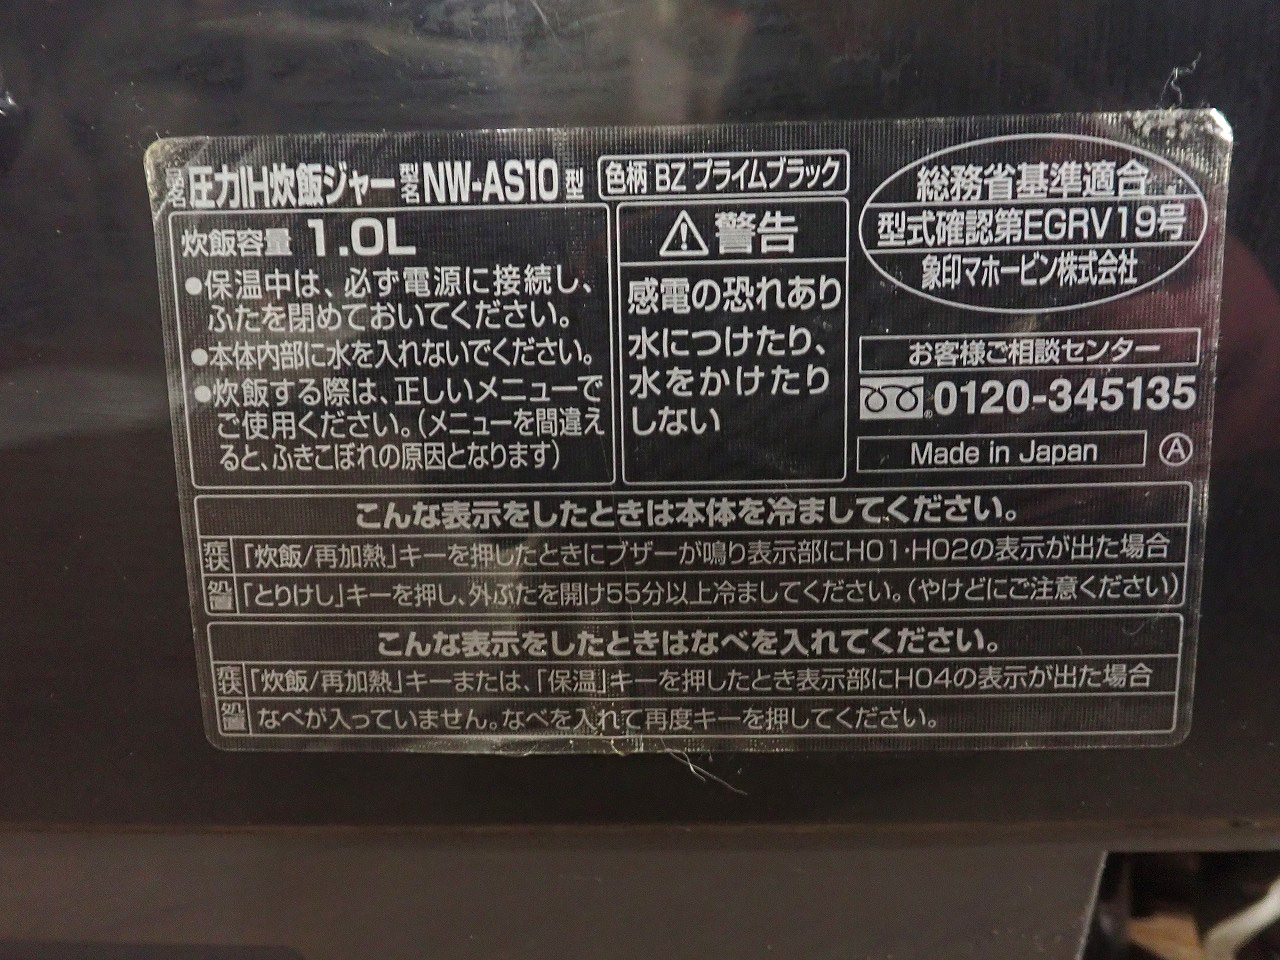 品名 圧力IH炊飯ジャー 型名 NW-AS10型 色柄 BZ プライムブラック
炊飯容量 1.0L
●保温中は、必ず電源に接続し、
ふたを閉めておいてください。
●本体内部に水を入れないでください。
●炊飯する際は、正しいメニューで
ご使用ください。(メニューを間違え
ると、ふきこぼれの原因となります)
警告
感電の恐れあり
水につけたり、
水をかけたり
しない
総務省基準適合
型式確認第EGRV19号
象印マホービン株式会社
お客様ご相談センター
0120-345135
Made in Japan A
こんな表示をしたときは本体を冷ましてください。
症状 「炊飯/再加熱」キーを押したときにブザーが鳴り表示部にH01・H02の表示が出た場合
処置 「とりけし」キーを押し、外ぶたを開け55分以上冷ましてください。(やけどにご注意ください)
こんな表示をしたときはなべを入れてください。
症状 「炊飯/再加熱」キーまたは、「保温」キーを押したとき表示部にH04の表示が出た場合
処置 なべが入っていません。なべを入れて再度キーを押してください。